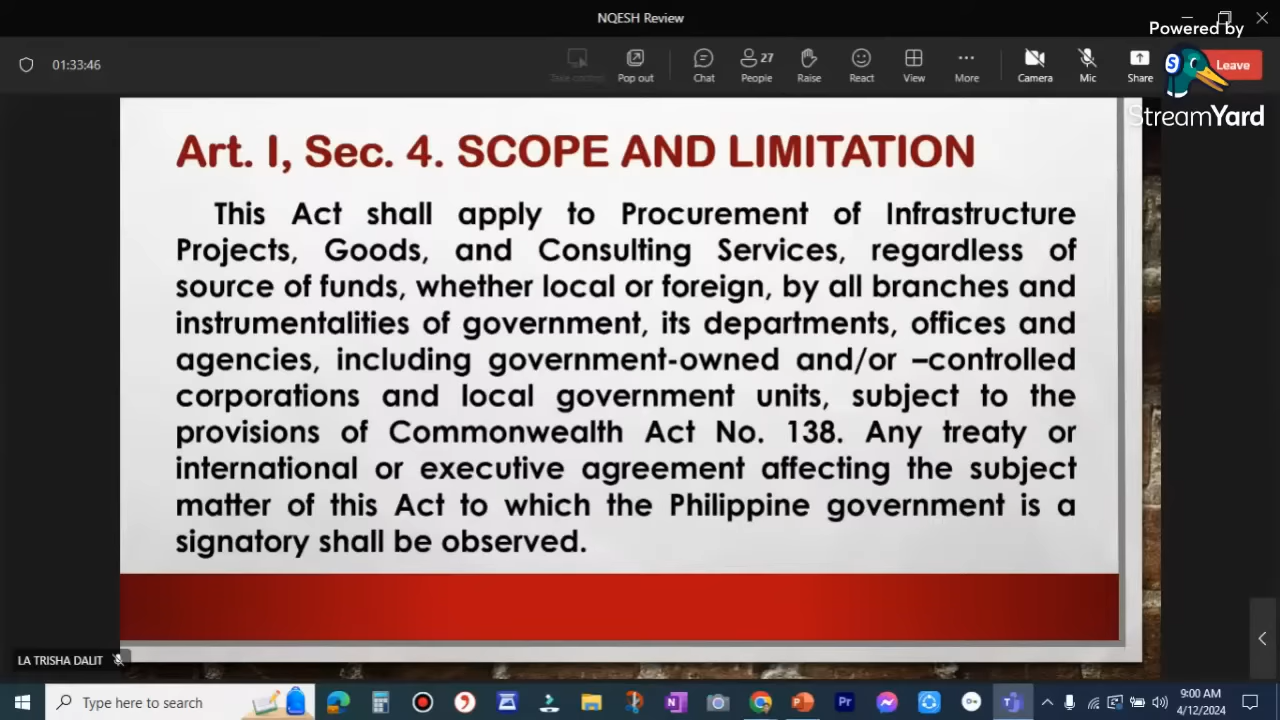 NQESH Review
Powered by
StreamYard
01:33:46
Take control
Pop out
Chat
27
People
Raise
React
View
More
Camera
Mic
Share
Leave
Art. I, Sec. 4. SCOPE AND LIMITATION
This Act shall apply to Procurement of Infrastructure
Projects, Goods, and Consulting Services, regardless of
source of funds, whether local or foreign, by all branches and
instrumentalities of government, its departments, offices and
agencies, including government-owned and/or –controlled
corporations and local government units, subject to the
provisions of Commonwealth Act No. 138. Any treaty or
international or executive agreement affecting the subject
matter of this Act to which the Philippine government is a
signatory shall be observed.
LA TRISHA DALIT
Type here to search
9:00 AM
4/12/2024